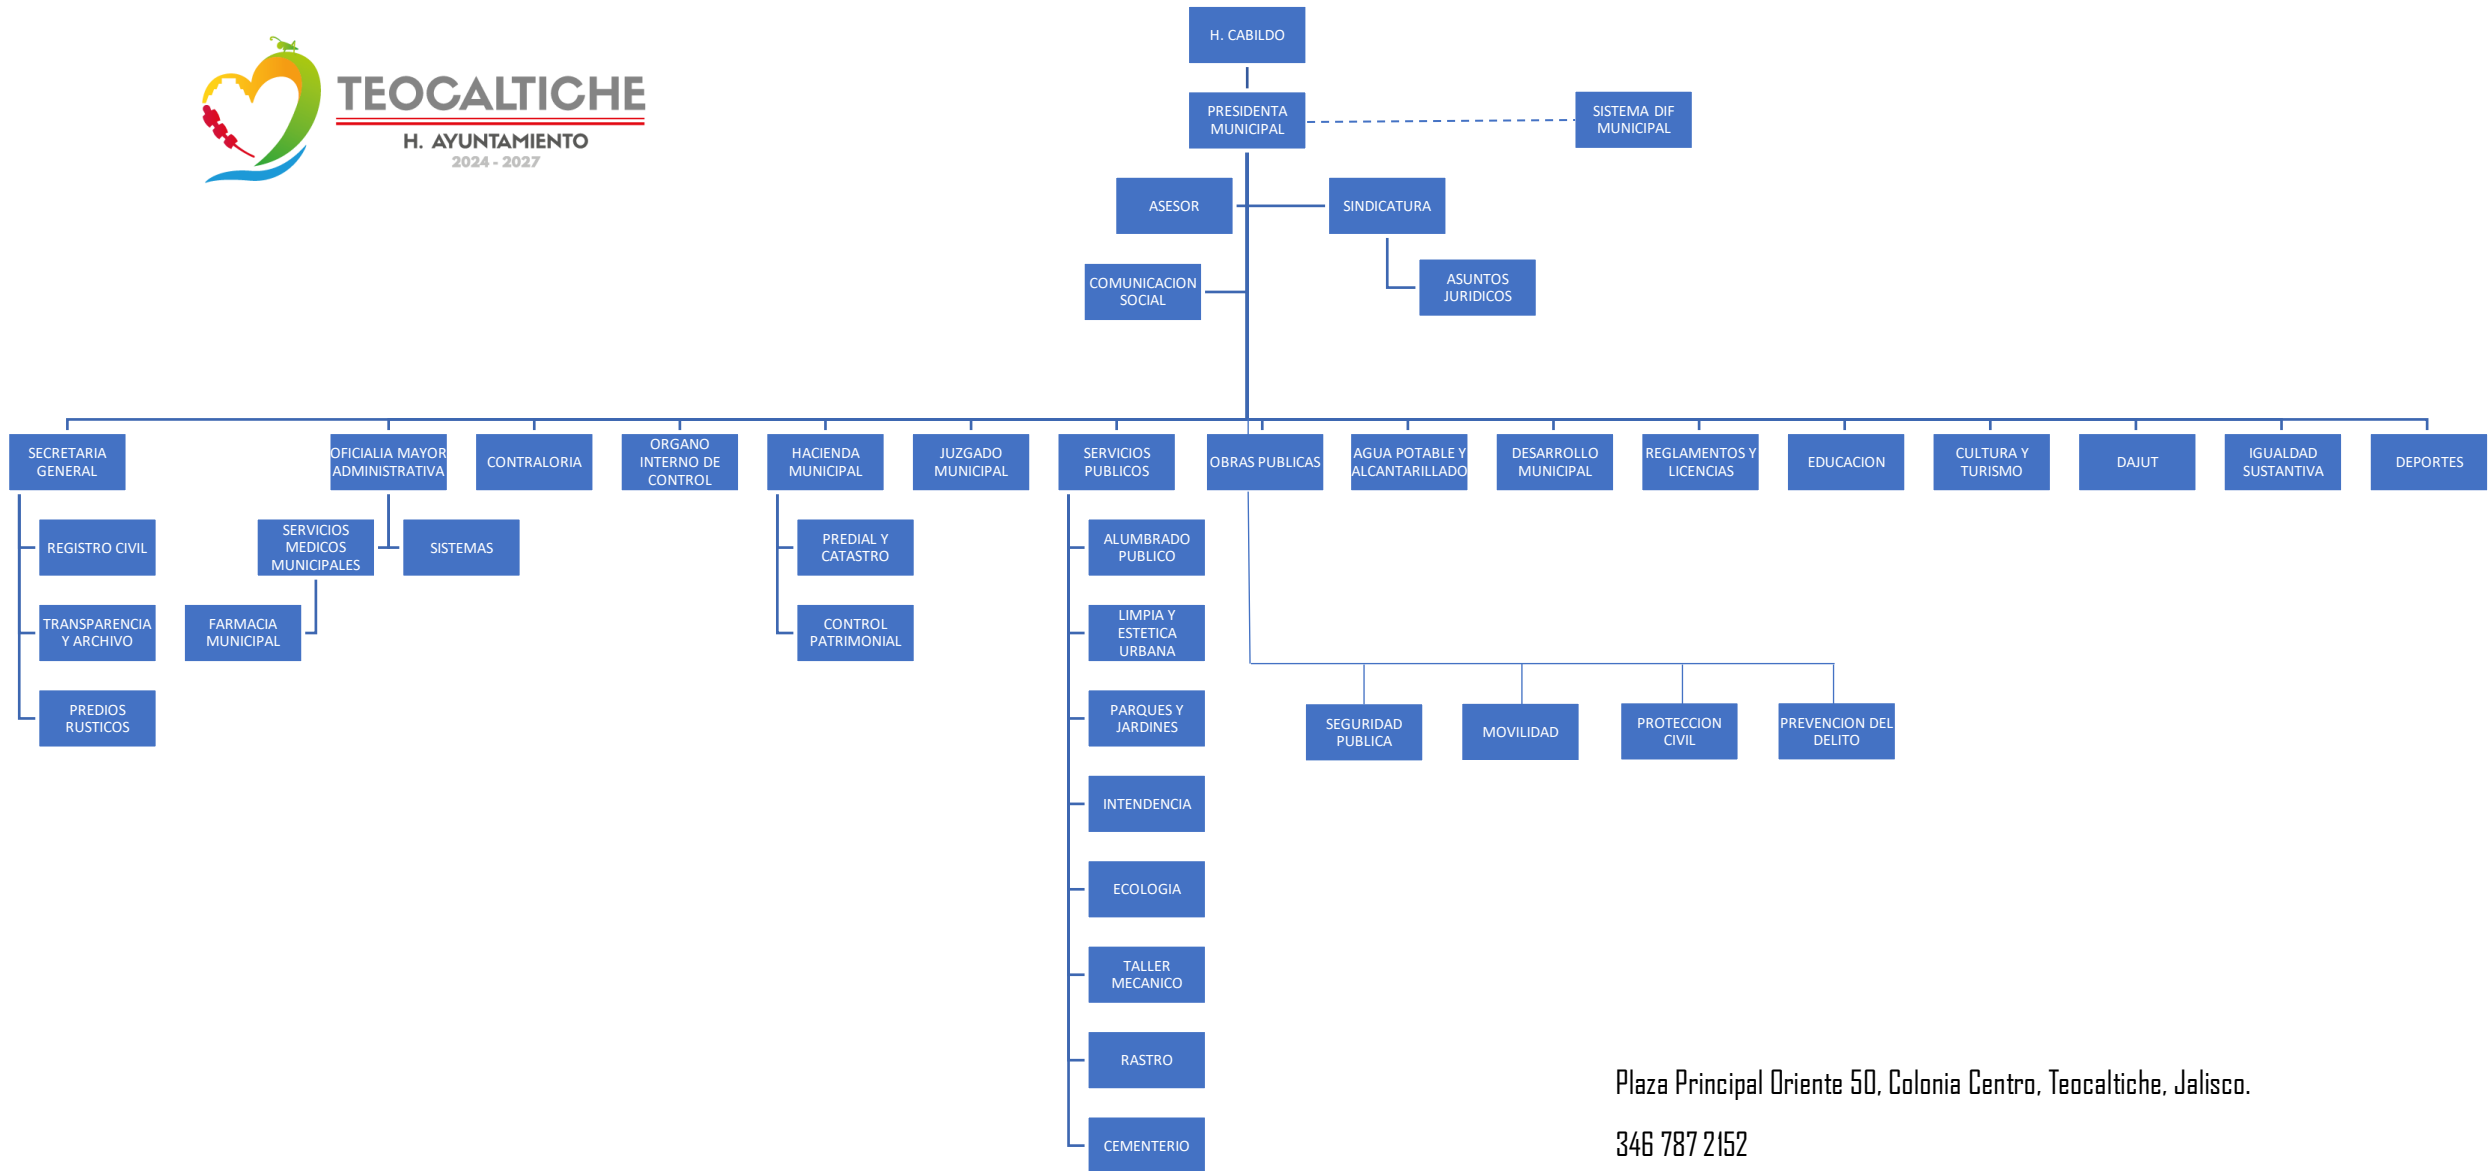 TEOCALTICHE
H. AYUNTAMIENTO
2024 - 2027
H. CABILDO
PRESIDENTA
MUNICIPAL
SISTEMA DIF
MUNICIPAL
ASESOR
SINDICATURA
COMUNICACION
SOCIAL
ASUNTOS
JURIDICOS
SECRETARIA
GENERAL
OFICIALIA MAYOR
ADMINISTRATIVA
CONTRALORIA
ORGANO
INTERNO DE
CONTROL
HACIENDA
MUNICIPAL
JUZGADO
MUNICIPAL
SERVICIOS
PUBLICOS
OBRAS PUBLICAS
AGUA POTABLE Y
ALCANTARILLADO
DESARROLLO
MUNICIPAL
REGLAMENTOS Y
LICENCIAS
EDUCACION
CULTURA Y
TURISMO
DAJUT
IGUALDAD
SUSTANTIVA
DEPORTES
REGISTRO CIVIL
TRANSPARENCIA
Y ARCHIVO
PREDIOS
RUSTICOS
SERVICIOS
MEDICOS
MUNICIPALES
SISTEMAS
FARMACIA
MUNICIPAL
PREDIAL Y
CATASTRO
CONTROL
PATRIMONIAL
ALUMBRADO
PUBLICO
LIMPIA Y
ESTETICA
URBANA
PARQUES Y
JARDINES
INTENDENCIA
ECOLOGIA
TALLER
MECANICO
RASTRO
CEMENTERIO
SEGURIDAD
PUBLICA
MOVILIDAD
PROTECCION
CIVIL
PREVENCION DEL
DELITO
Plaza Principal Oriente 50, Colonia Centro, Teocaltiche, Jalisco.
346 787 2152